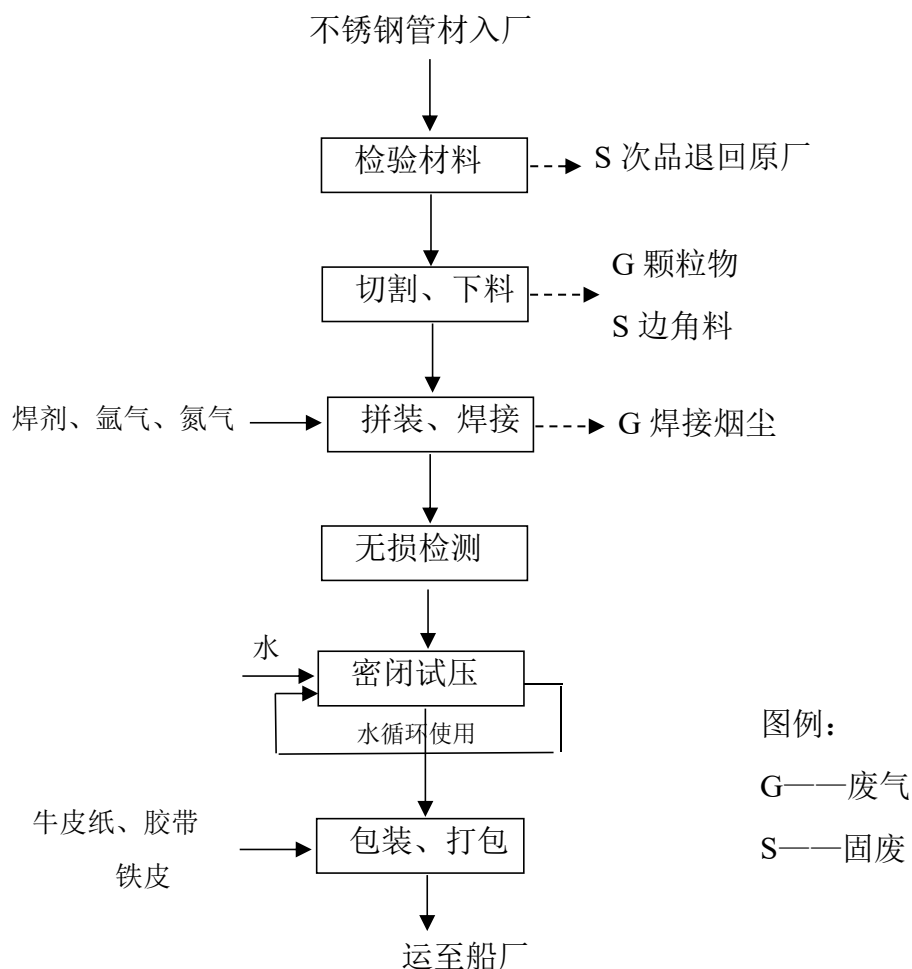 不锈钢管材入厂
检验材料
S 次品退回原厂
切割、下料
G 颗粒物
S 边角料
焊剂、氩气、氮气
拼装、焊接
G 焊接烟尘
无损检测
水
密闭试压
水循环使用
图例：
G——废气
S——固废
牛皮纸、胶带
铁皮
包装、打包
运至船厂